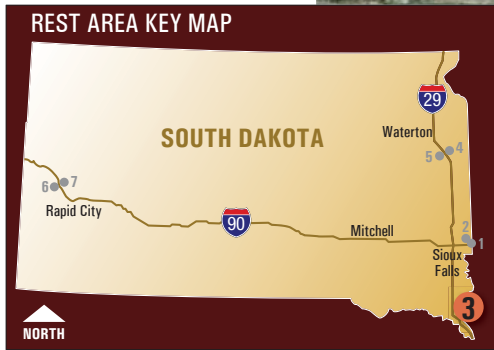 REST AREA KEY MAP
29
SOUTH DAKOTA
Waterton
4
5
7
6
Rapid City
90
Mitchell
2
1
Sioux
Falls
3
NORTH